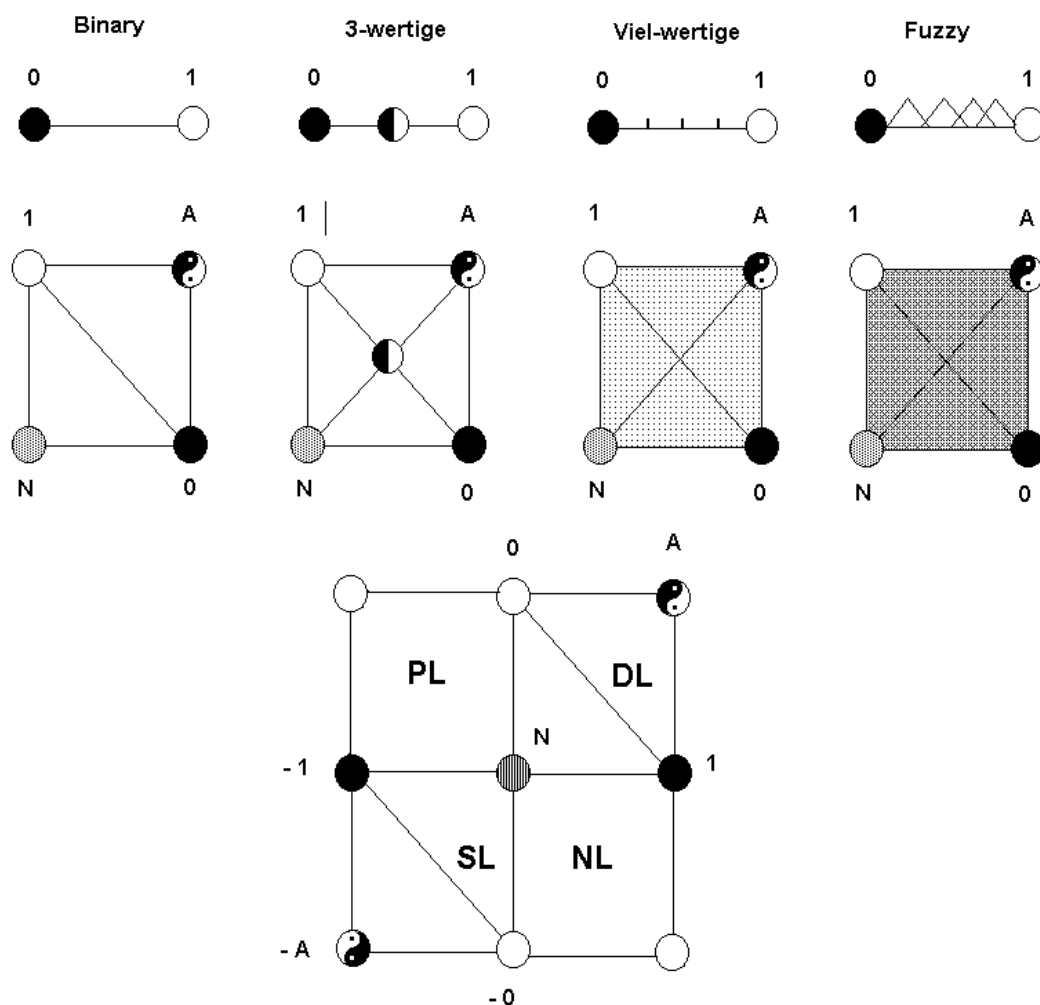 Binary 3-wertige Viel-wertige Fuzzy
0 1 0 1 0 1 0 1
1 A 1 A 1 A 1 A
N 0 N 0 N 0 N 0
0 A
PL DL
N
- 1 1
SL NL
- A
- 0